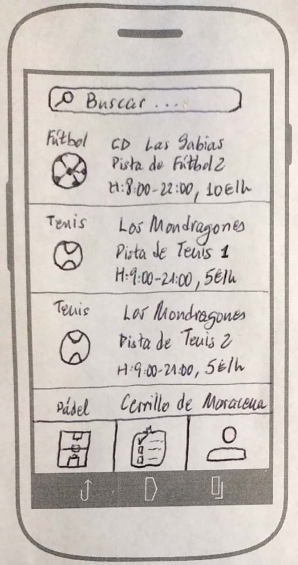 Buscar ...
Fútbol
CD Las Gabias
Pista de Fútbol 2
H:8:00-22:00, 10€/h
Tenis
Los Mondragones
Pista de Tenis 1
H:9:00-21:00, 5€/h
Tenis
Los Mondragones
Pista de Tenis 2
H:9:00-21:00, 5€/h
Pádel
Cerrillo de Maracena